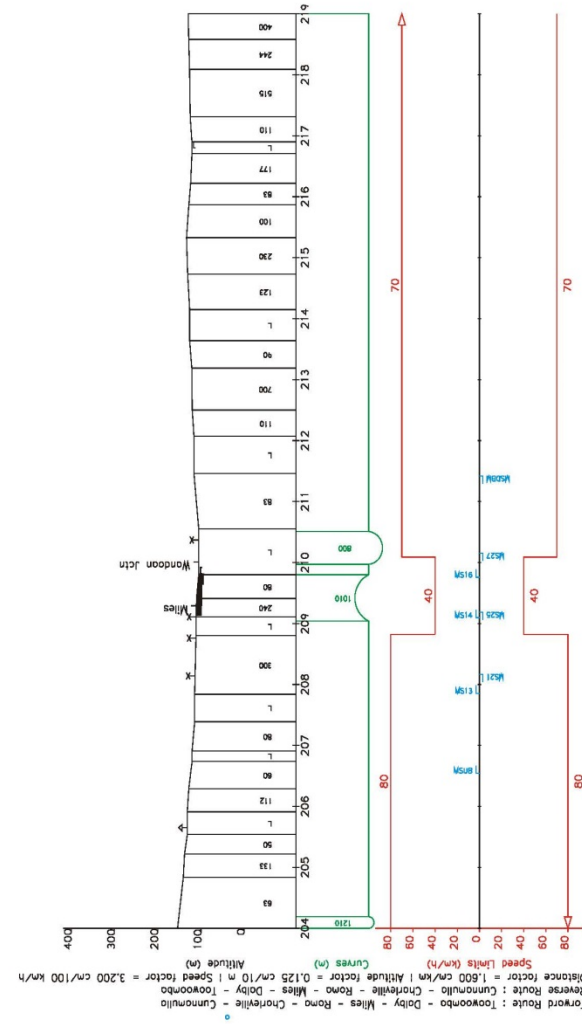 Forward Route : Toowoomba - Dalby - Miles - Roma - Charleville - Cunnamulla
Reverse Route : Cunnamulla - Charleville - Roma - Miles - Dalby - Toowoomba
Distance factor = 1.600 cm/km | Altitude factor = 0.125 cm/10 m | Speed factor = 3.200 cm/100 km/h
Altitude (m)
400
300
200
100
0
Miles
Wandoan Jctn
X
X
X
X
63
133
50
L
112
60
L
80
L
300
L
240
80
L
83
L
110
700
90
L
123
230
100
83
177
L
110
515
244
400
204
205
206
207
208
209
210
211
212
213
214
215
216
217
218
219
Curves (m)
1210
1010
800
Speed Limits (km/h)
80
60
40
20
0
20
40
60
80
80
40
70
80
40
70
MS13
MS21
MS14
MS25
MS16
MS27